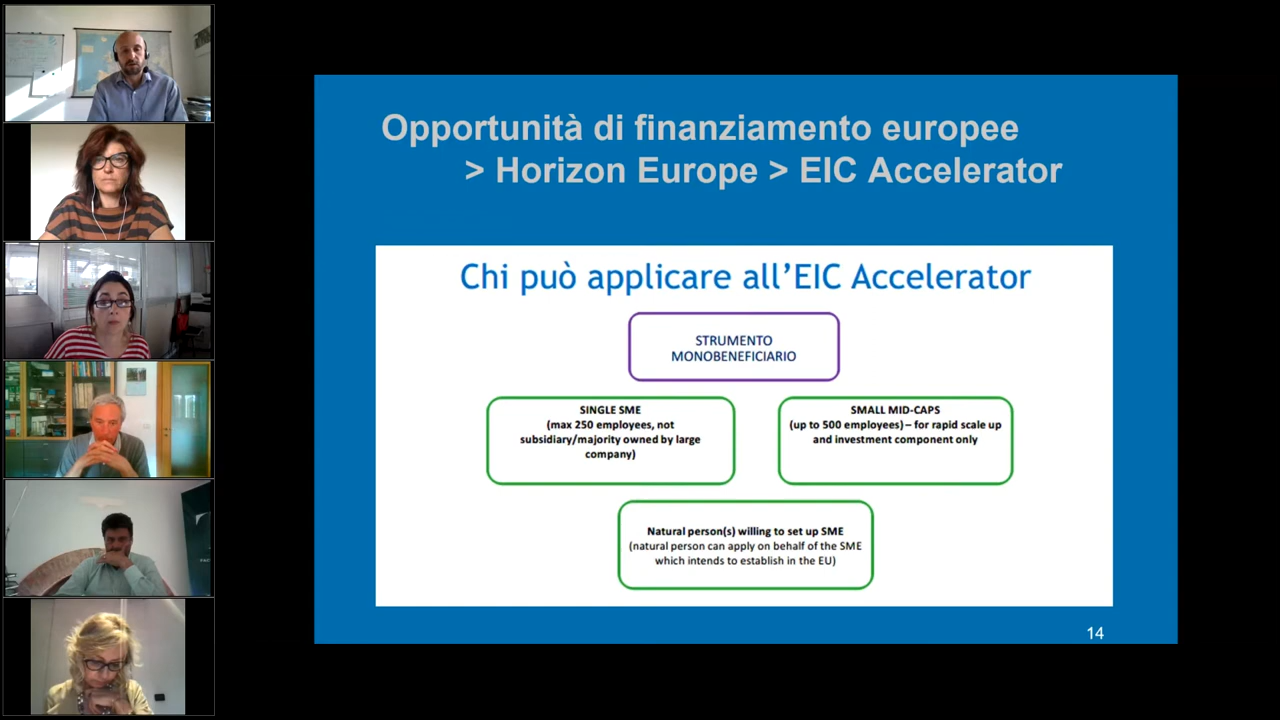 Opportunità di finanziamento europee
> Horizon Europe > EIC Accelerator
Chi può applicare all'EIC Accelerator
STRUMENTO
MONOBENEFICIARIO
SINGLE SME
(max 250 employees, not
subsidiary/majority owned by large
company)
SMALL MID-CAPS
(up to 500 employees) – for rapid scale up
and investment component only
Natural person(s) willing to set up SME
(natural person can apply on behalf of the SME
which intends to establish in the EU)
14